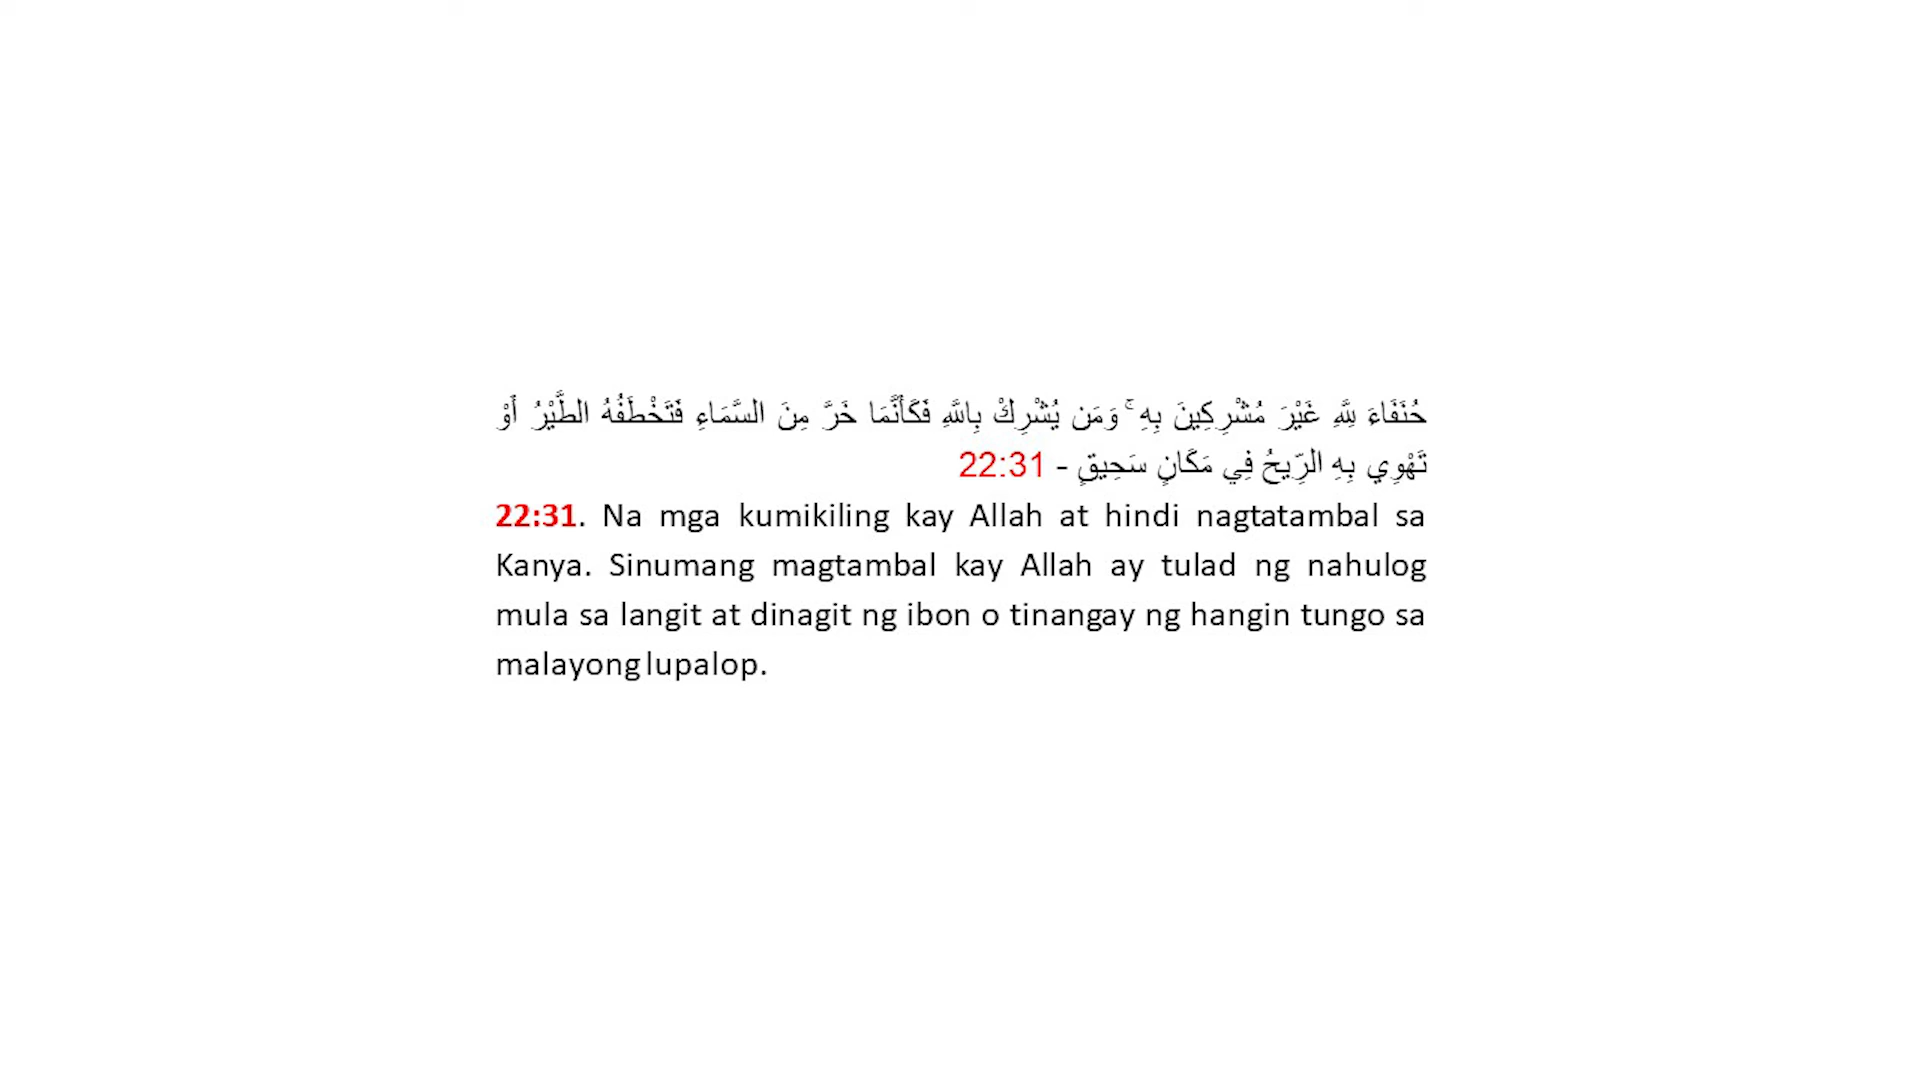 حُنَفَاءَ لِلَّهِ غَيْرَ مُشْرِكِينَ بِهِ ۚ وَمَن يُشْرِكْ بِاللَّهِ فَكَأَنَّمَا خَرَّ مِنَ السَّمَاءِ فَتَخْطَفُهُ الطَّيْرُ أَوْ
تَهْوِي بِهِ الرِّيحُ فِي مَكَانٍ سَحِيقٍ - 22:31
22:31. Na mga kumikiling kay Allah at hindi nagtatambal sa
Kanya. Sinumang magtambal kay Allah ay tulad ng nahulog
mula sa langit at dinagit ng ibon o tinangay ng hangin tungo sa
malayong lupalop.